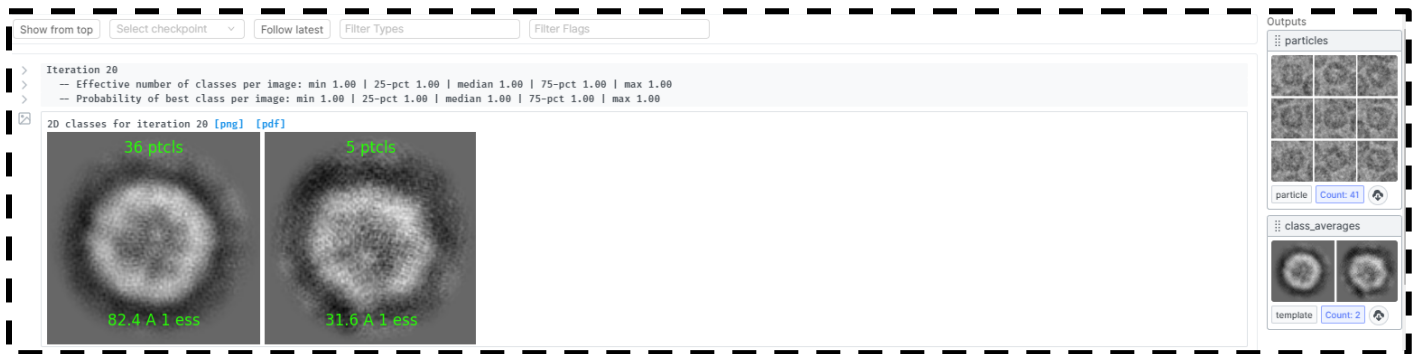 Show from top Select checkpoint Follow latest Filter Types Filter Flags
Iteration 20
— Effective number of classes per image: min 1.00 | 25-pct 1.00 | median 1.00 | 75-pct 1.00 | max 1.00
— Probability of best class per image: min 1.00 | 25-pct 1.00 | median 1.00 | 75-pct 1.00 | max 1.00
2D classes for iteration 20 [png] [pdf]
36 ptcls 5 ptcls
82.4 A 1 ess 31.6 A 1 ess
Outputs
particles
particle Count: 41
class_averages
template Count: 2